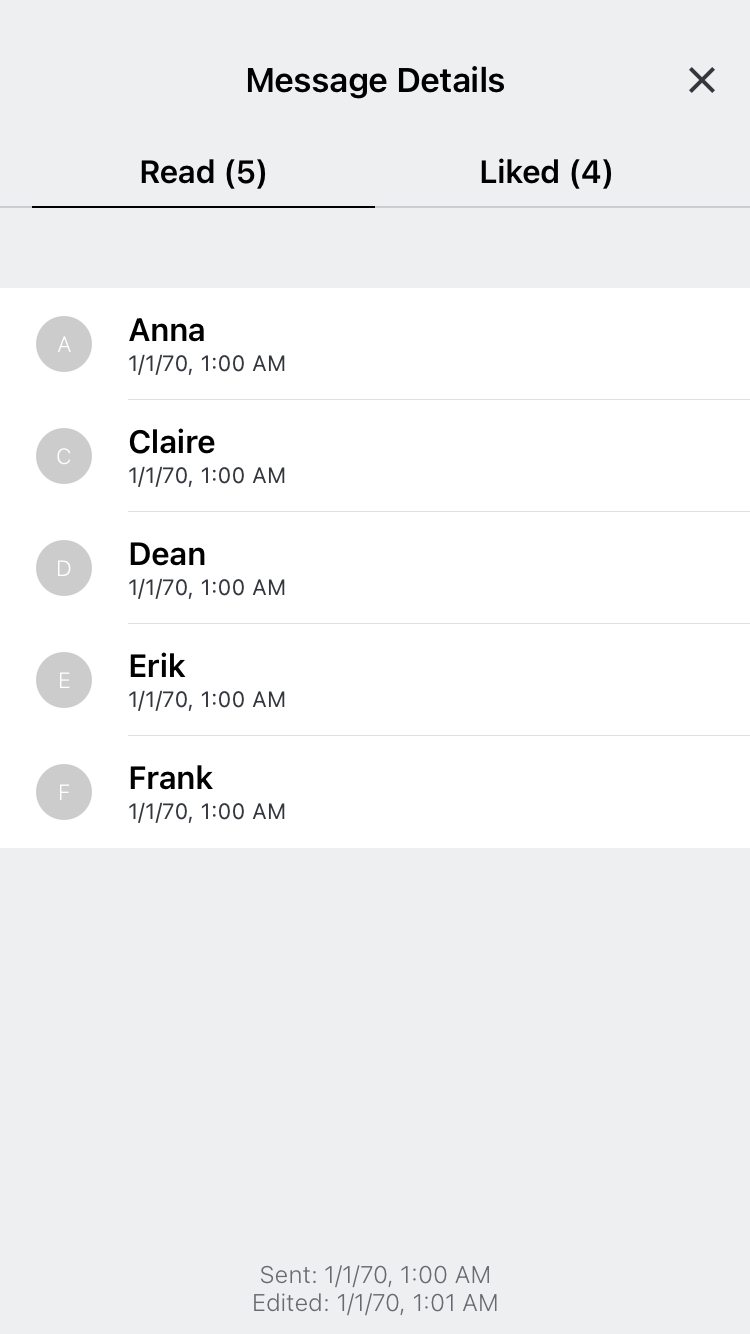 Message Details
Read (5)
Liked (4)
A
Anna
1/1/70, 1:00 AM
C
Claire
1/1/70, 1:00 AM
D
Dean
1/1/70, 1:00 AM
E
Erik
1/1/70, 1:00 AM
F
Frank
1/1/70, 1:00 AM
Sent: 1/1/70, 1:00 AM
Edited: 1/1/70, 1:01 AM